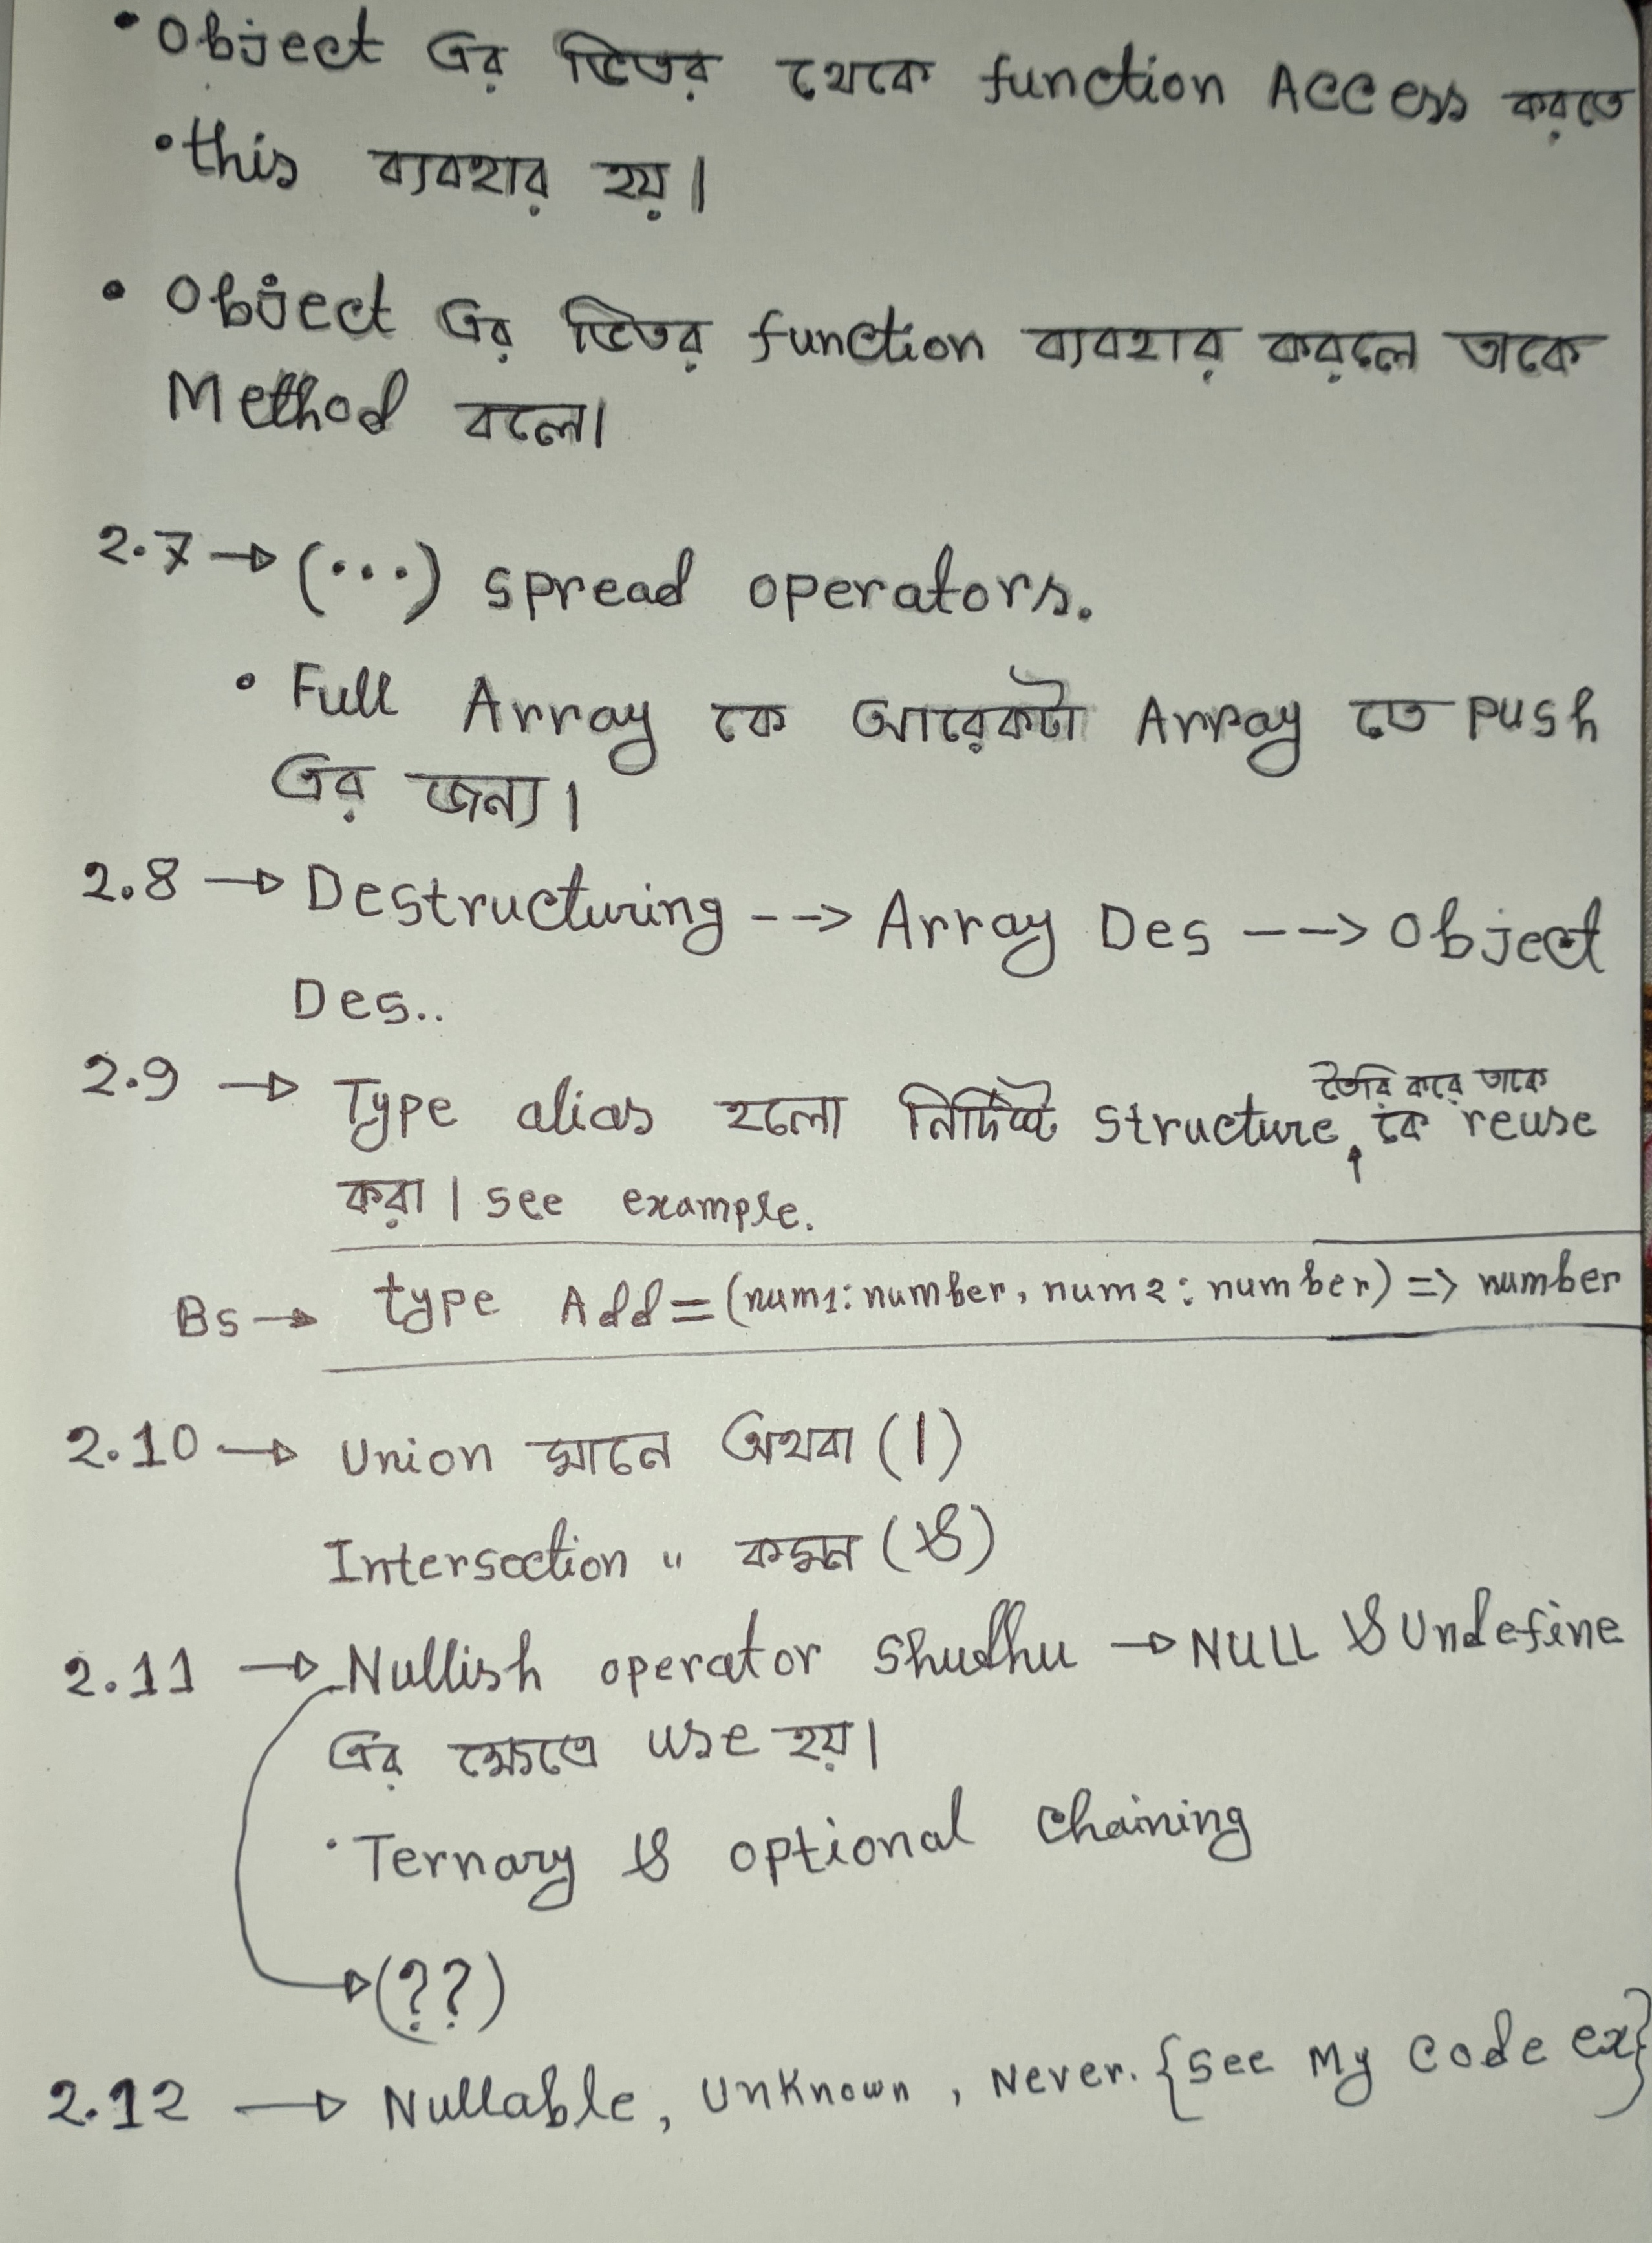 • Object এর ভিতর থেকে function Access করতে
• this ব্যবহার হয়।
• Object এর ভিতর function ব্যবহার করলে তাকে
Method বলে।
2.7 → (...) spread operators.
• Full Array কে আরেকটা Array তে push
এর জন্য।
2.8 → Destructuring --> Array Des --> Object
Des..
তৈরি করে তাকে
2.9 → Type alias হলো নির্দিষ্ট structure, কে reuse
করা। see example.
Bs → type Add = (num1: number, num2: number) => number
2.10 → Union মানে অথবা (|)
Intersection " কমন (&)
2.11 → Nullish operator shudhu → NULL & Undefine
এর ক্ষেত্রে use হয়।
• Ternary & optional chaining
→ (??)
2.12 → Nullable, Unknown, Never. {See My Code ex}